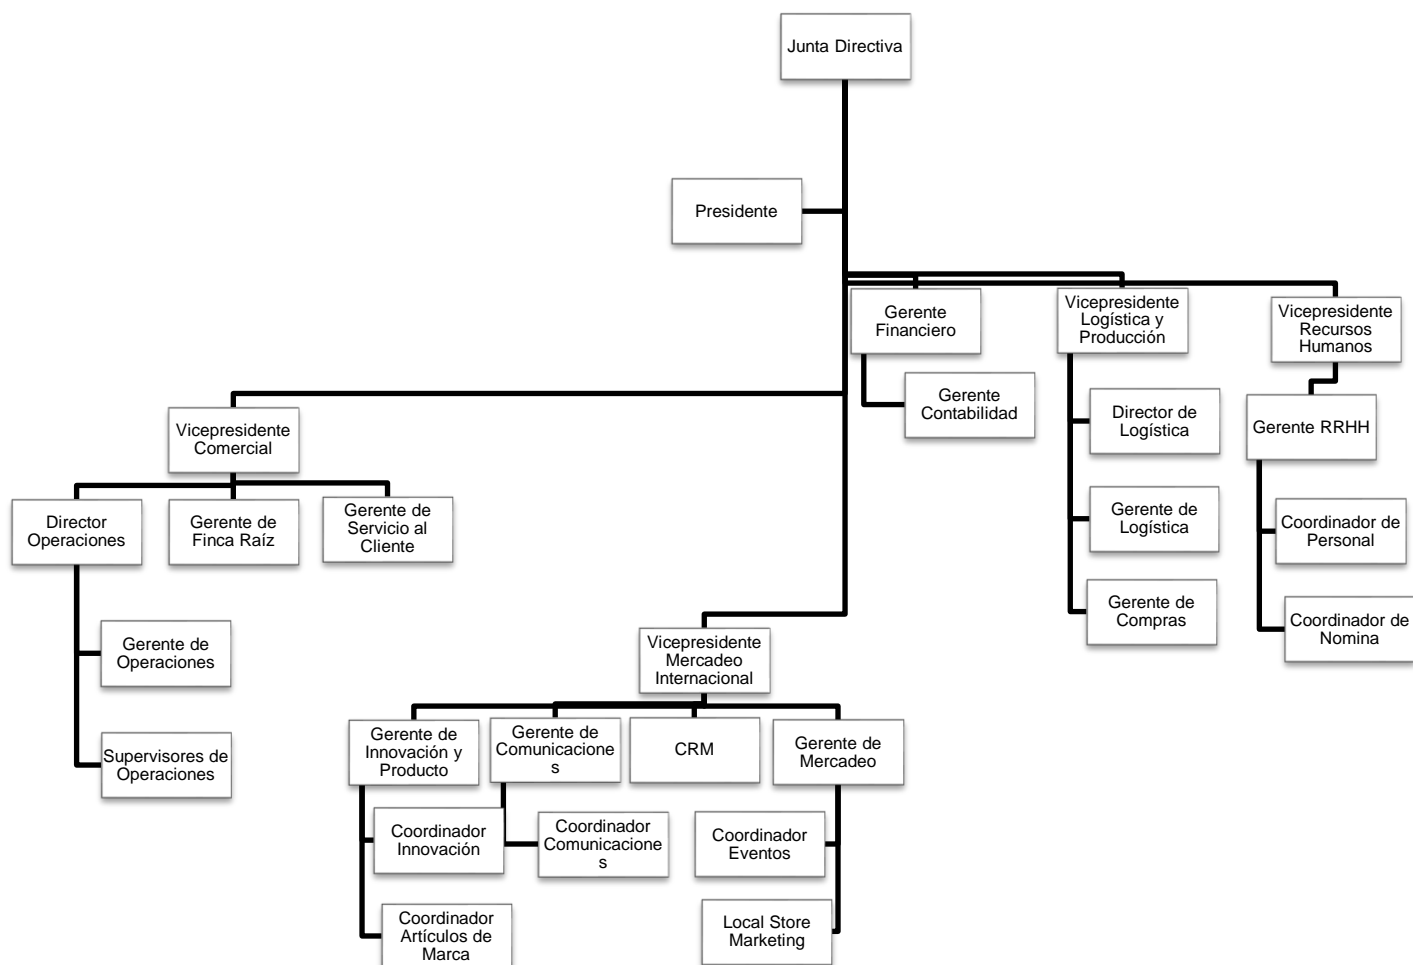 Junta Directiva
Presidente
Gerente
Financiero
Vicepresidente
Logística y
Producción
Vicepresidente
Recursos
Humanos
Gerente
Contabilidad
Director de
Logística
Gerente RRHH
Vicepresidente
Comercial
Director
Operaciones
Gerente de
Finca Raíz
Gerente de
Servicio al
Cliente
Gerente de
Logística
Coordinador de
Personal
Gerente de
Compras
Coordinador de
Nomina
Gerente de
Operaciones
Supervisores de
Operaciones
Vicepresidente
Mercadeo
Internacional
Gerente de
Innovación y
Producto
Gerente de
Comunicacione
s
CRM
Gerente de
Mercadeo
Coordinador
Innovación
Coordinador
Comunicacione
s
Coordinador
Eventos
Coordinador
Artículos de
Marca
Local Store
Marketing